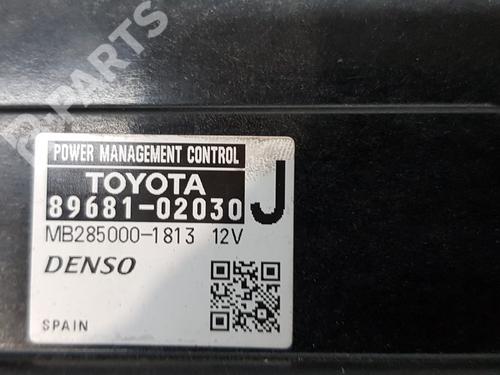 B-PARTS
POWER MANAGEMENT CONTROL
TOYOTA
89681-02030 J
MB285000-1813 12V
DENSO
SPAIN